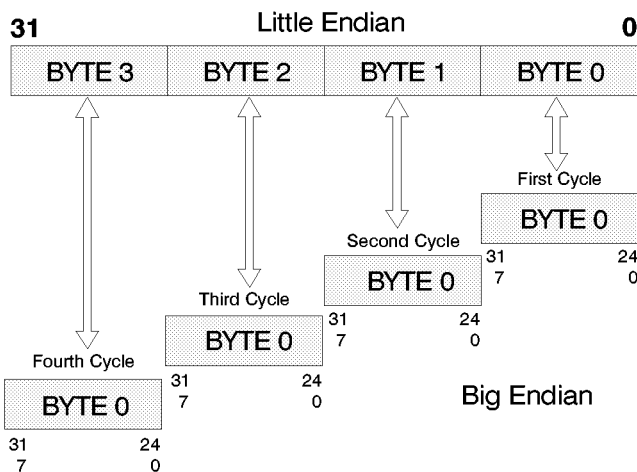 31 Little Endian 0
BYTE 3 BYTE 2 BYTE 1 BYTE 0
First Cycle
BYTE 0
31 24
7 0
Second Cycle
BYTE 0
31 24
7 0
Third Cycle
BYTE 0
31 24
7 0
Fourth Cycle
BYTE 0
31 24
7 0
Big Endian